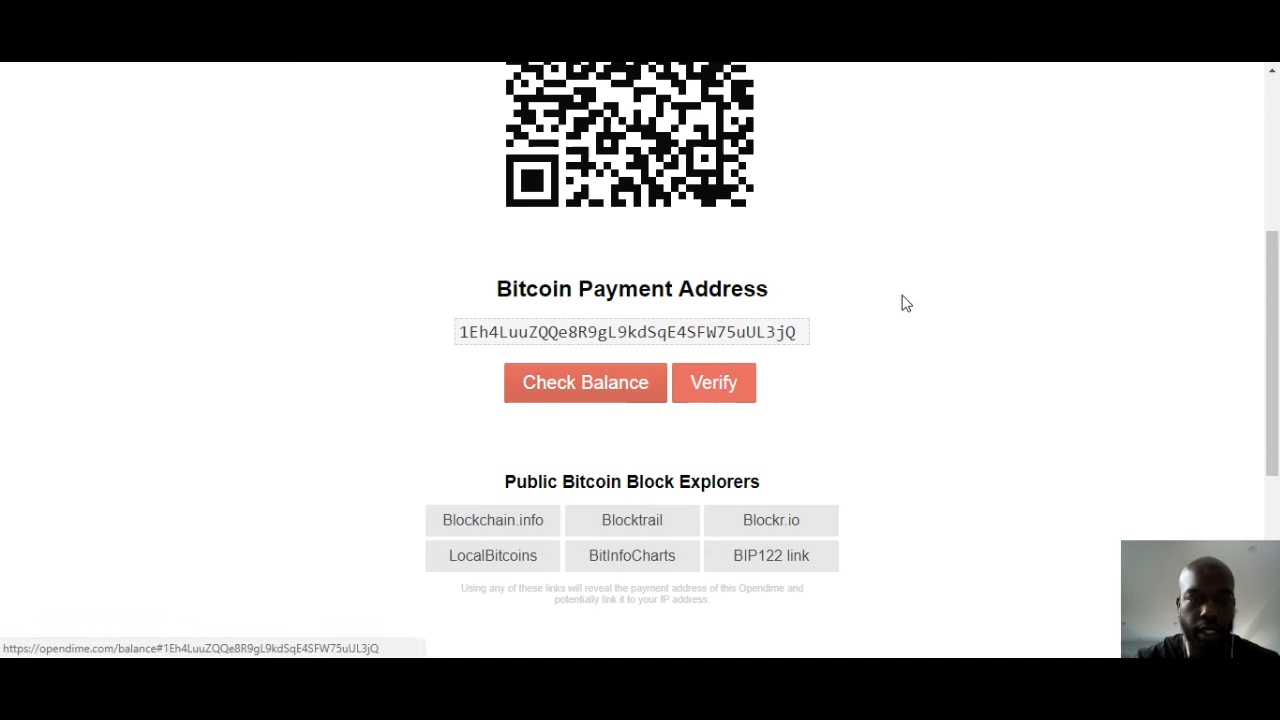 Bitcoin Payment Address
1Eh4LuuZQQe8R9gL9kdSqE4SFW75uUL3jQ
Check Balance Verify
Public Bitcoin Block Explorers
Blockchain.info Blocktrail Blockr.io
LocalBitcoins BitInfoCharts BIP122 link
Using any of these links will reveal the payment address of this Opendime and
potentially link it to your IP address.
https://opendime.com/balance#1Eh4LuuZQQe8R9gL9kdSqE4SFW75uUL3jQ